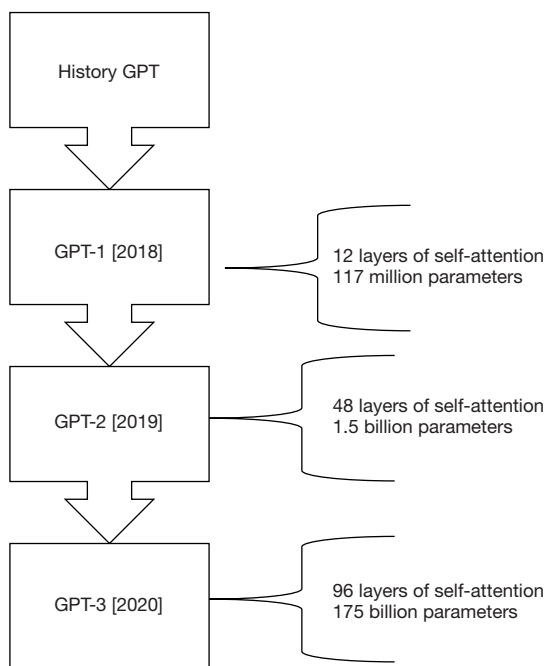 History GPT
GPT-1 [2018]
12 layers of self-attention
117 million parameters
GPT-2 [2019]
48 layers of self-attention
1.5 billion parameters
GPT-3 [2020]
96 layers of self-attention
175 billion parameters